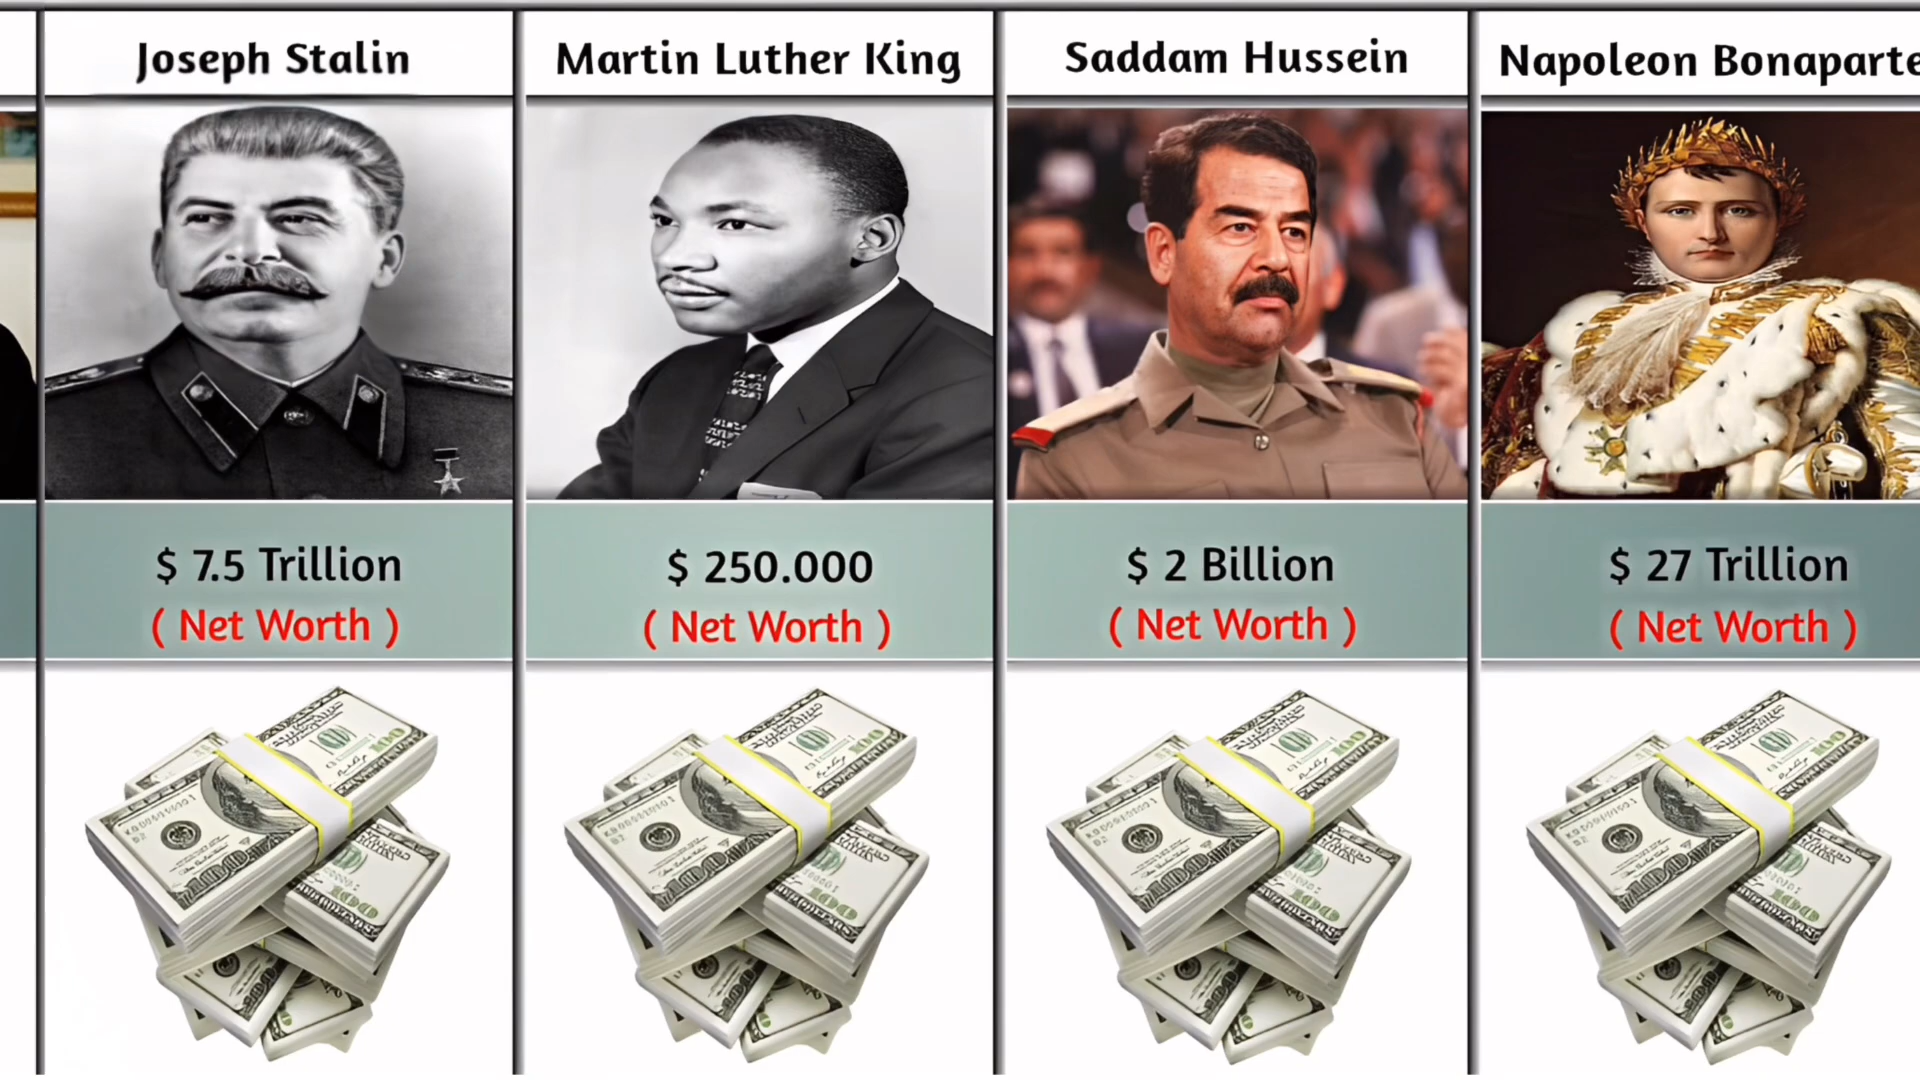 Joseph Stalin
$ 7.5 Trillion
( Net Worth )
Martin Luther King
$ 250.000
( Net Worth )
Saddam Hussein
$ 2 Billion
( Net Worth )
Napoleon Bonaparte
$ 27 Trillion
( Net Worth )